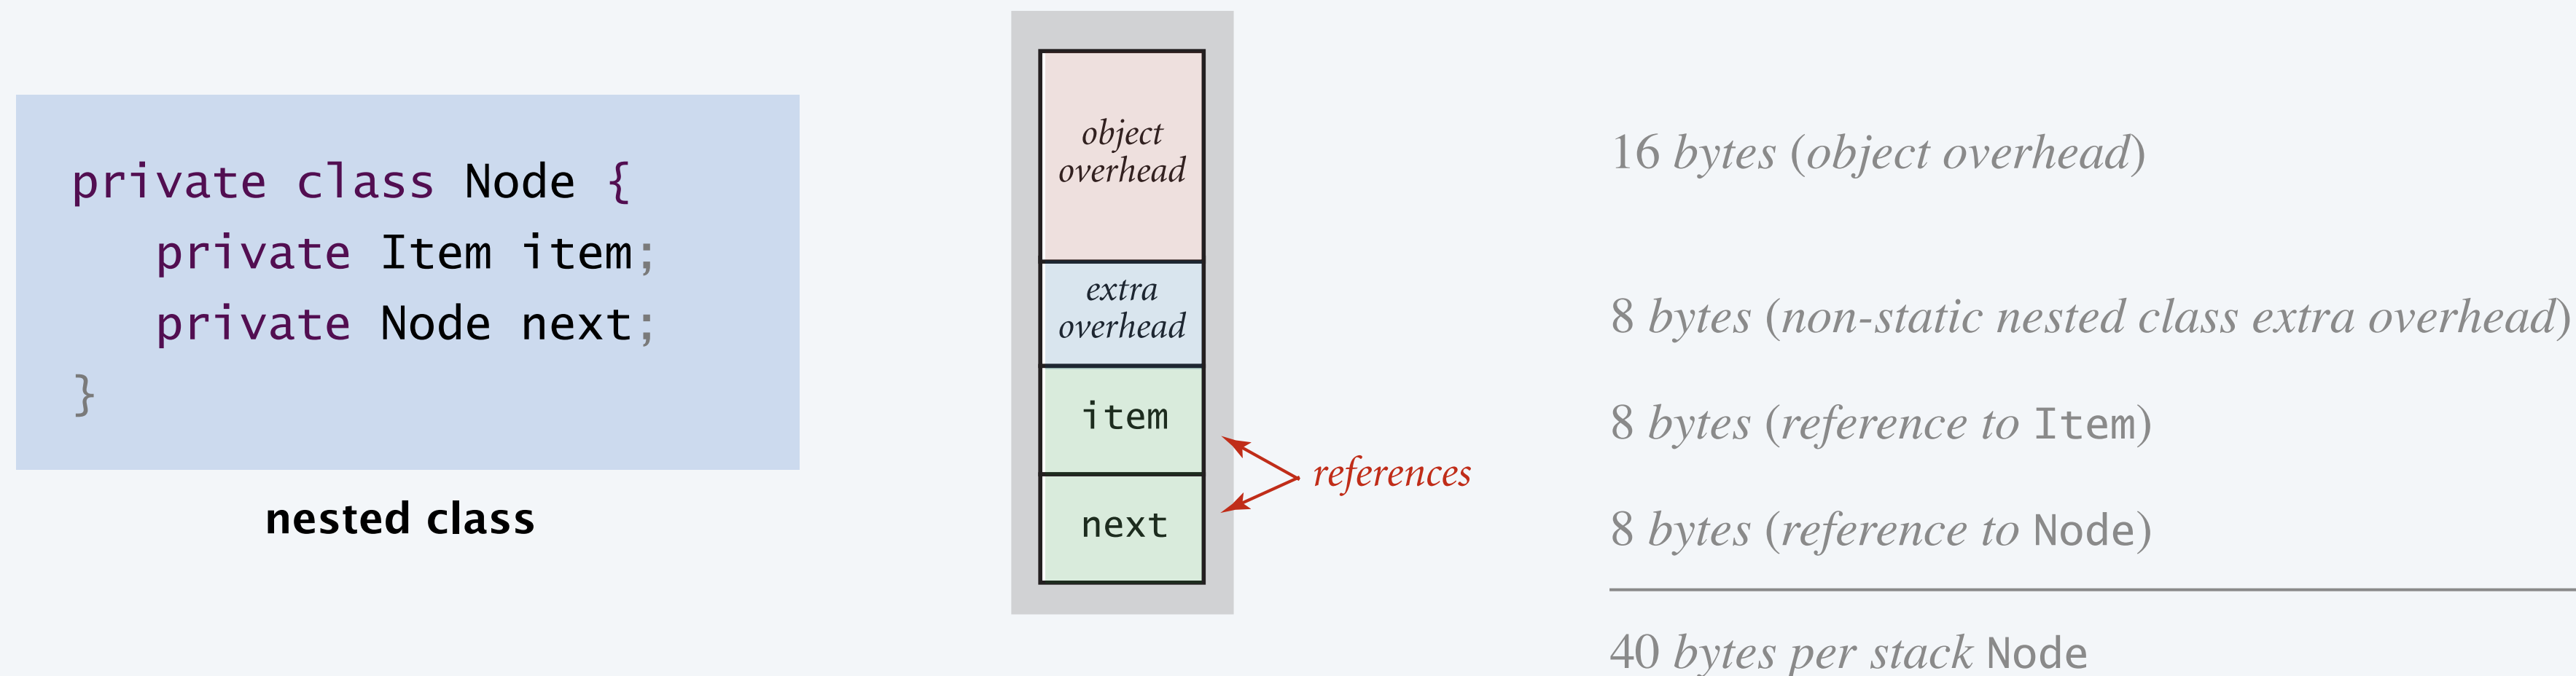 private class Node {
private Item item;
private Node next;
}
nested class
object
overhead
extra
overhead
item
next
references
16 bytes (object overhead)
8 bytes (non-static nested class extra overhead)
8 bytes (reference to Item)
8 bytes (reference to Node)
40 bytes per stack Node